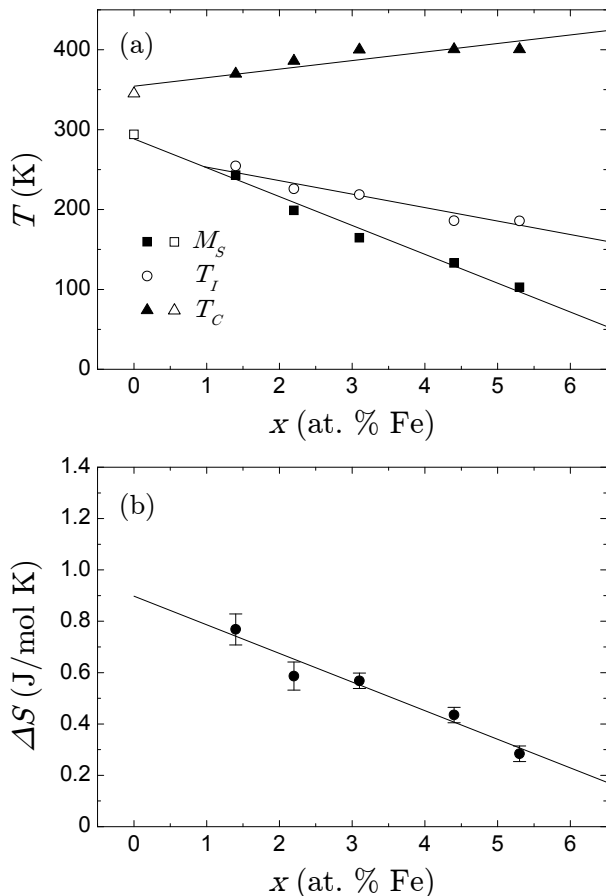 (a)
400
300
200
100
0
T (K)
M_S
T_I
T_C
0 1 2 3 4 5 6
x (at. % Fe)
(b)
1.4
1.2
1.0
0.8
0.6
0.4
0.2
0
ΔS (J/mol K)
0 1 2 3 4 5 6
x (at. % Fe)